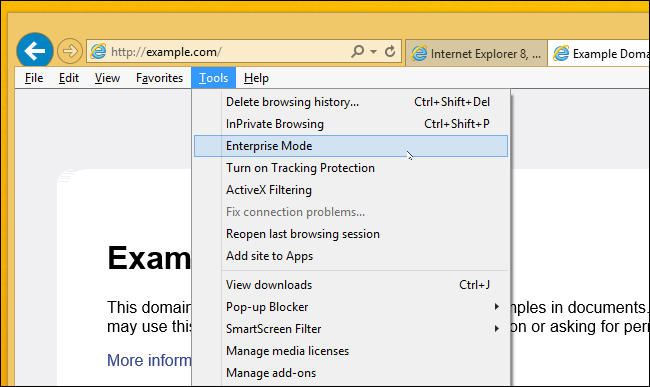 http://example.com/
Internet Explorer 8,
Example Doma
File Edit View Favorites Tools Help
Delete browsing history... Ctrl+Shift+Del
InPrivate Browsing Ctrl+Shift+P
Enterprise Mode
Turn on Tracking Protection
ActiveX Filtering
Fix connection problems...
Reopen last browsing session
Add site to Apps
View downloads Ctrl+J
Pop-up Blocker
SmartScreen Filter
Manage media licenses
Manage add-ons
Exam
This domain mples in documents.
may use this on or asking for per
More inform